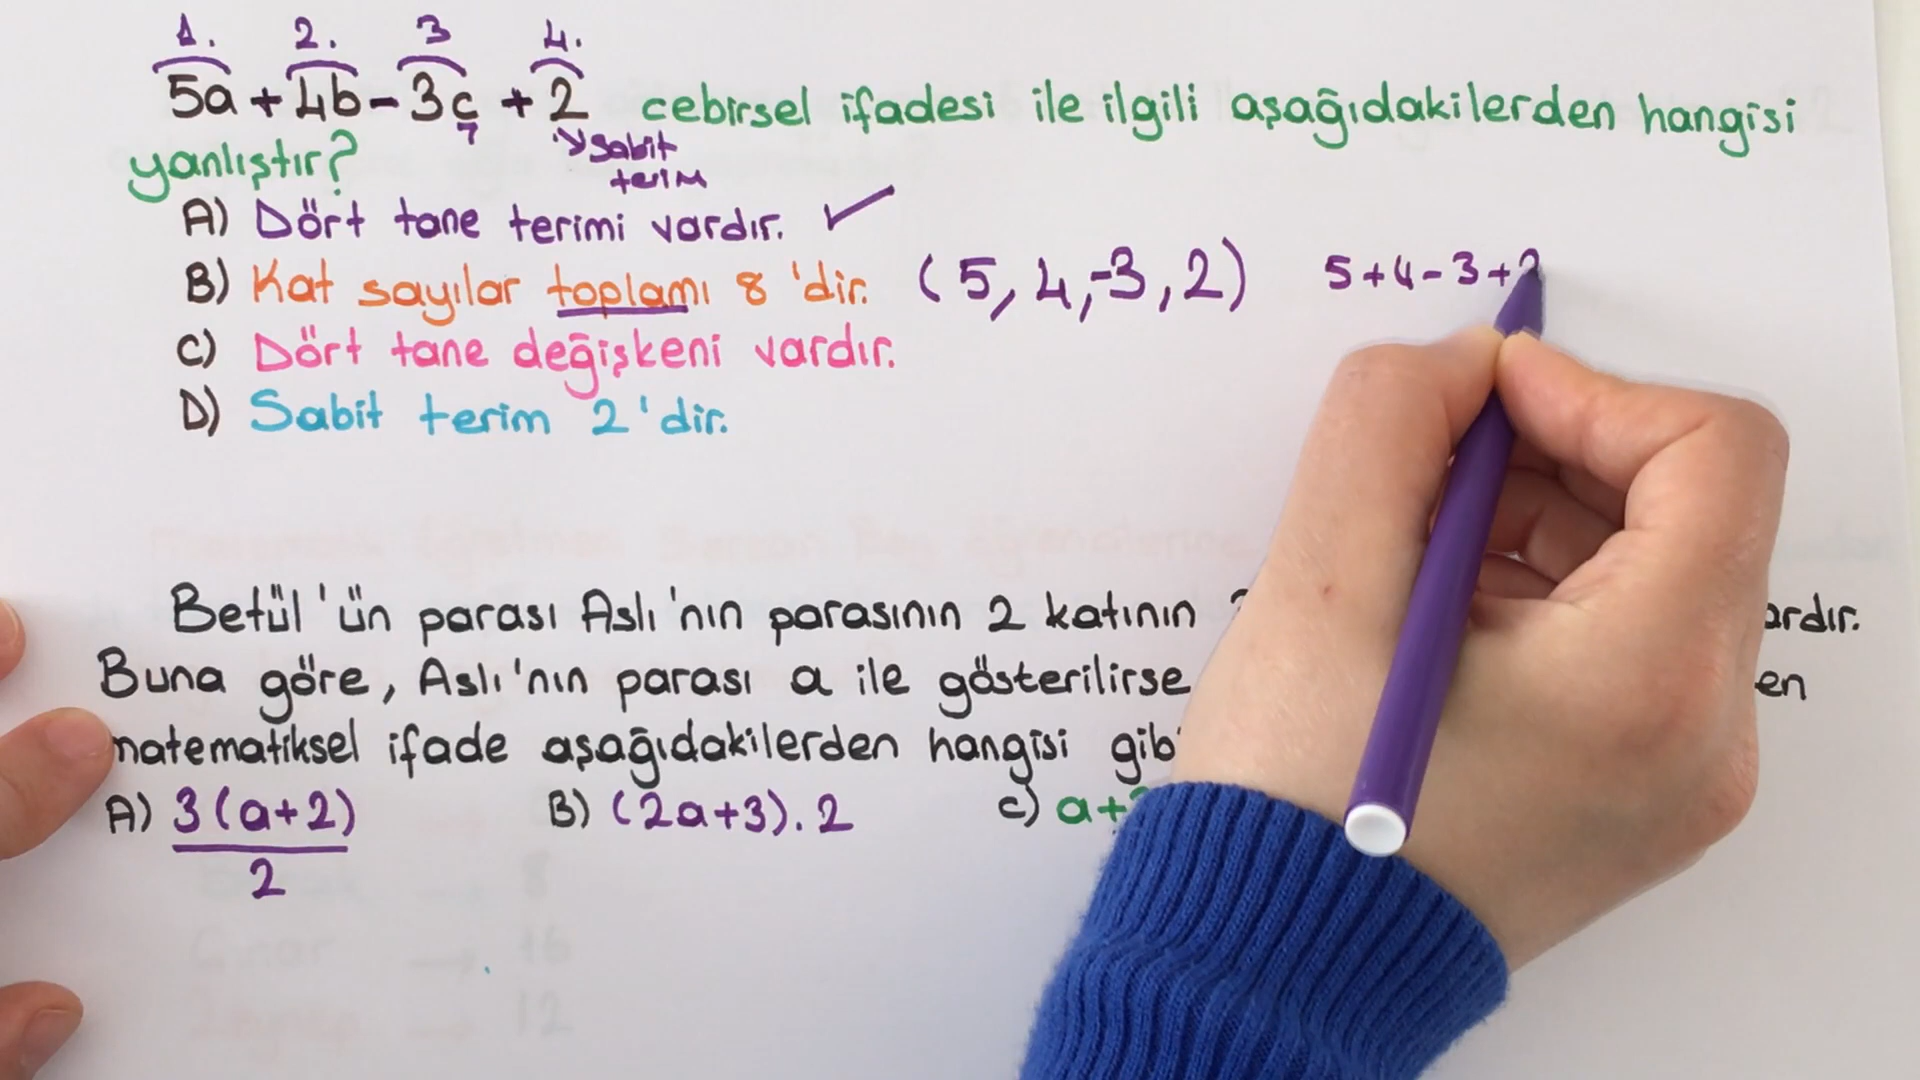 1. 2. 3 4.
5a + 4b - 3c + 2 cebirsel ifadesi ile ilgili aşağıdakilerden hangisi
sabit
yanlıştır?
terim
A) Dört tane terimi vardır. ✓
B) Kat sayılar toplamı 8 'dir. (5, 4, -3, 2) 5+4-3+
C) Dört tane değişkeni vardır.
D) Sabit terim 2 'dir.
Betül 'ün parası Aslı 'nın parasının 2 katının
Buna göre, Aslı 'nın parası a ile gösterilirse
matematiksel ifade aşağıdakilerden hangisi
A) 3(a+2) B) (2a+3).2 C) a+
2